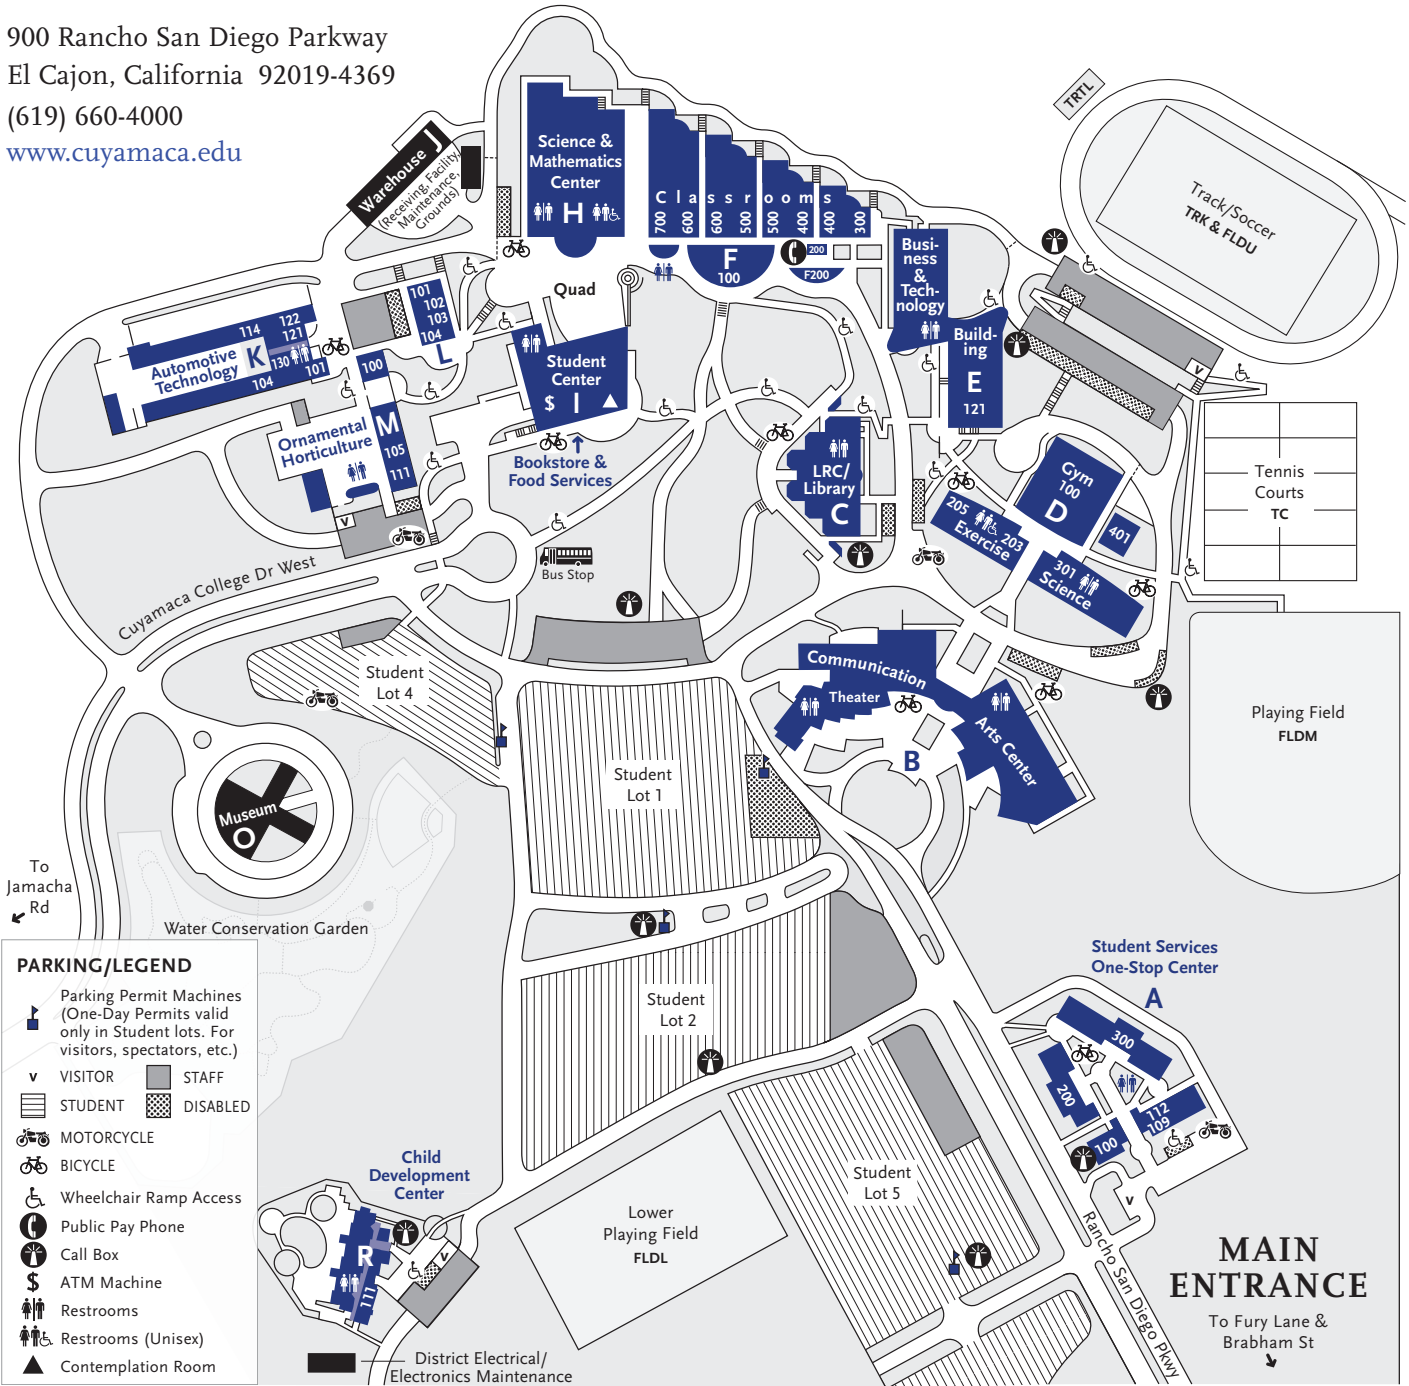 900 Rancho San Diego Parkway
El Cajon, California 92019-4369
(619) 660-4000
www.cuyamaca.edu
TRTL
Track/Soccer
TRK & FLDU
Warehouse J
(Receiving, Facility,
Maintenance,
Grounds)
Science &
Mathematics
Center
H
Classrooms
700
600
600
500
500
400
400
300
F
100
200
F200
Quad
Busi-
ness
&
Tech-
nology
Build-
ing
E
121
114
122
121
Automotive
Technology
K
130
101
104
101
102
103
104
L
100
M
105
111
Ornamental
Horticulture
V
Student
Center
$ I
Bookstore &
Food Services
LRC/
Library
C
V
Gym
100
D
401
205
203
Exercise
301
Science
Tennis
Courts
TC
Bus Stop
Cuyamaca College Dr West
Student
Lot 4
Communication
Theater
Arts Center
B
Playing Field
FLDM
Student
Lot 1
Museum
O
To
Jamacha
Rd
Water Conservation Garden
Student
Lot 2
Student Services
One-Stop Center
A
300
200
112
109
100
V
PARKING/LEGEND
Parking Permit Machines
(One-Day Permits valid
only in Student lots. For
visitors, spectators, etc.)
V VISITOR
STAFF
STUDENT
DISABLED
MOTORCYCLE
BICYCLE
Wheelchair Ramp Access
Public Pay Phone
Call Box
$ ATM Machine
Restrooms
Restrooms (Unisex)
Contemplation Room
Child
Development
Center
R
111
V
Lower
Playing Field
FLDL
Student
Lot 5
Rancho San Diego Pkwy
MAIN
ENTRANCE
To Fury Lane &
Brabham St
District Electrical/
Electronics Maintenance